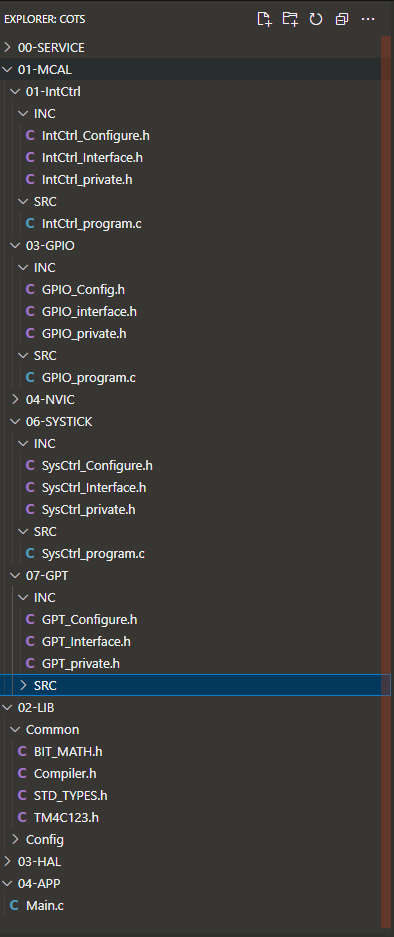 EXPLORER: COTS
00-SERVICE
01-MCAL
01-IntCtrl
INC
C IntCtrl_Configure.h
C IntCtrl_Interface.h
C IntCtrl_private.h
SRC
C IntCtrl_program.c
03-GPIO
INC
C GPIO_Config.h
C GPIO_interface.h
C GPIO_private.h
SRC
C GPIO_program.c
04-NVIC
06-SYSTICK
INC
C SysCtrl_Configure.h
C SysCtrl_Interface.h
C SysCtrl_private.h
SRC
C SysCtrl_program.c
07-GPT
INC
C GPT_Configure.h
C GPT_Interface.h
C GPT_private.h
SRC
02-LIB
Common
C BIT_MATH.h
C Compiler.h
C STD_TYPES.h
C TM4C123.h
Config
03-HAL
04-APP
C Main.c